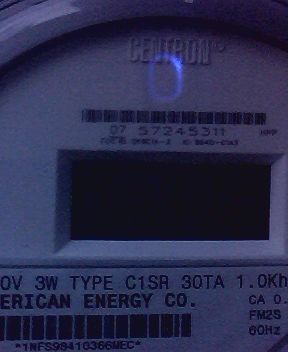 CENTRON
07 57245311
0V 3W TYPE C1SR 30TA 1.0Kh
ERICAN ENERGY CO.
CA 0.
FM2S
60Hz
*1NFS98410366MEC*